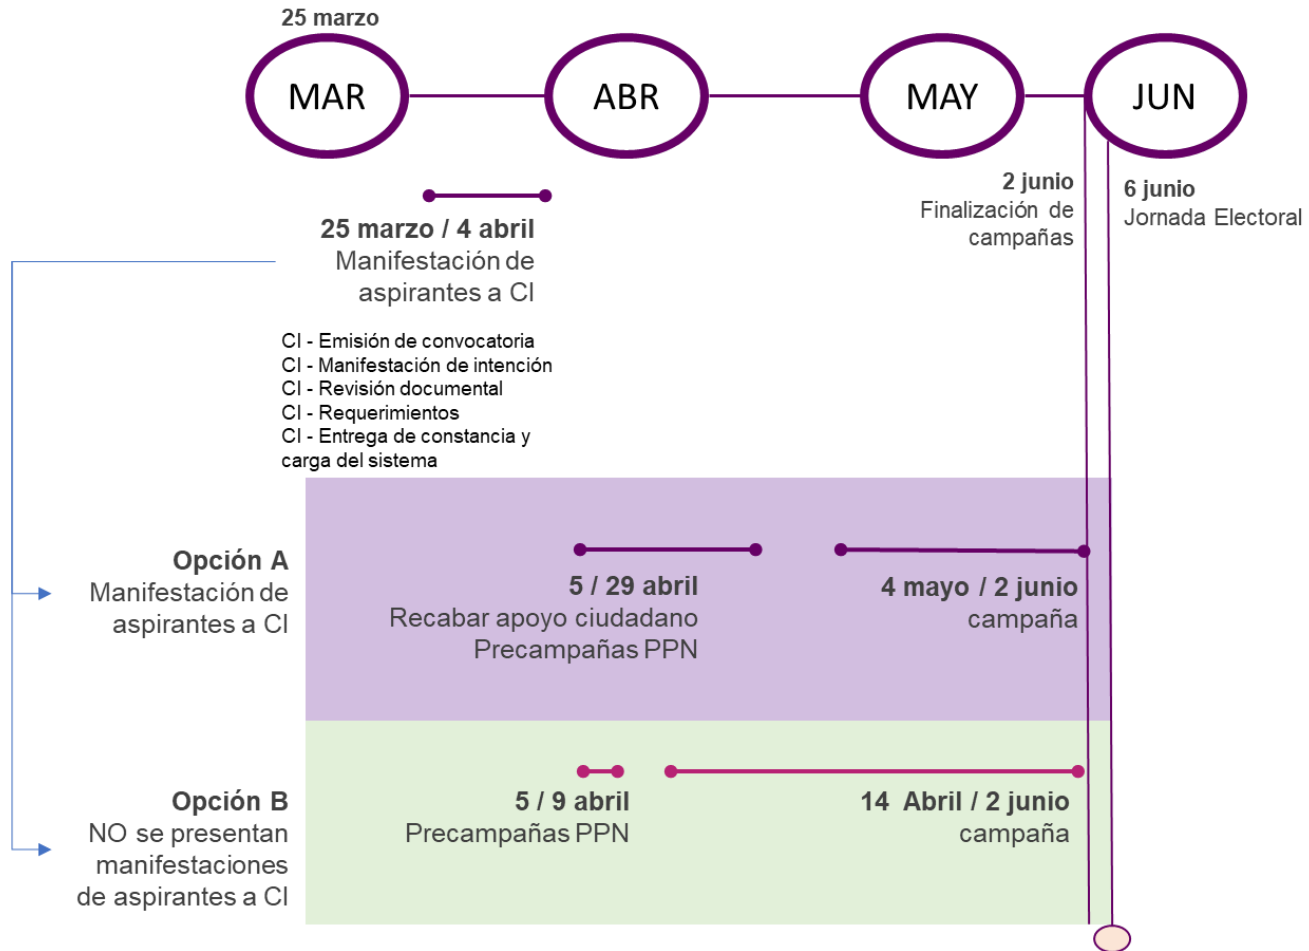 25 marzo
MAR
ABR
MAY
JUN
2 junio
Finalización de
campañas
6 junio
Jornada Electoral
25 marzo / 4 abril
Manifestación de
aspirantes a CI
CI - Emisión de convocatoria
CI - Manifestación de intención
CI - Revisión documental
CI - Requerimientos
CI - Entrega de constancia y
carga del sistema
Opción A
Manifestación de
aspirantes a CI
5 / 29 abril
Recabar apoyo ciudadano
Precampañas PPN
4 mayo / 2 junio
campaña
Opción B
NO se presentan
manifestaciones
de aspirantes a CI
5 / 9 abril
Precampañas PPN
14 Abril / 2 junio
campaña